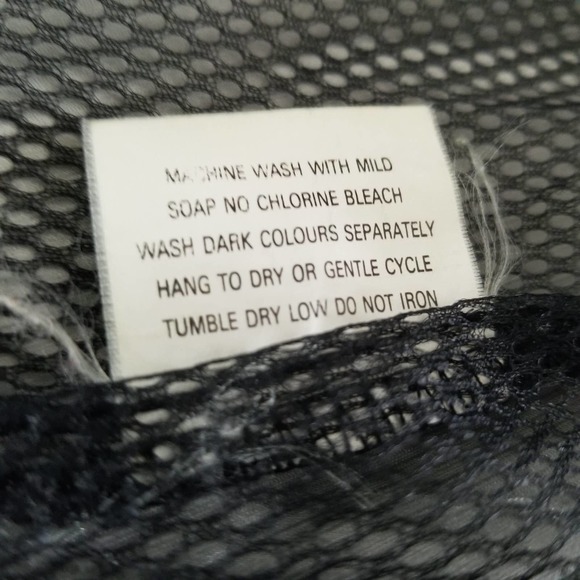 MACHINE WASH WITH MILD
SOAP NO CHLORINE BLEACH
WASH DARK COLOURS SEPARATELY
HANG TO DRY OR GENTLE CYCLE
TUMBLE DRY LOW DO NOT IRON